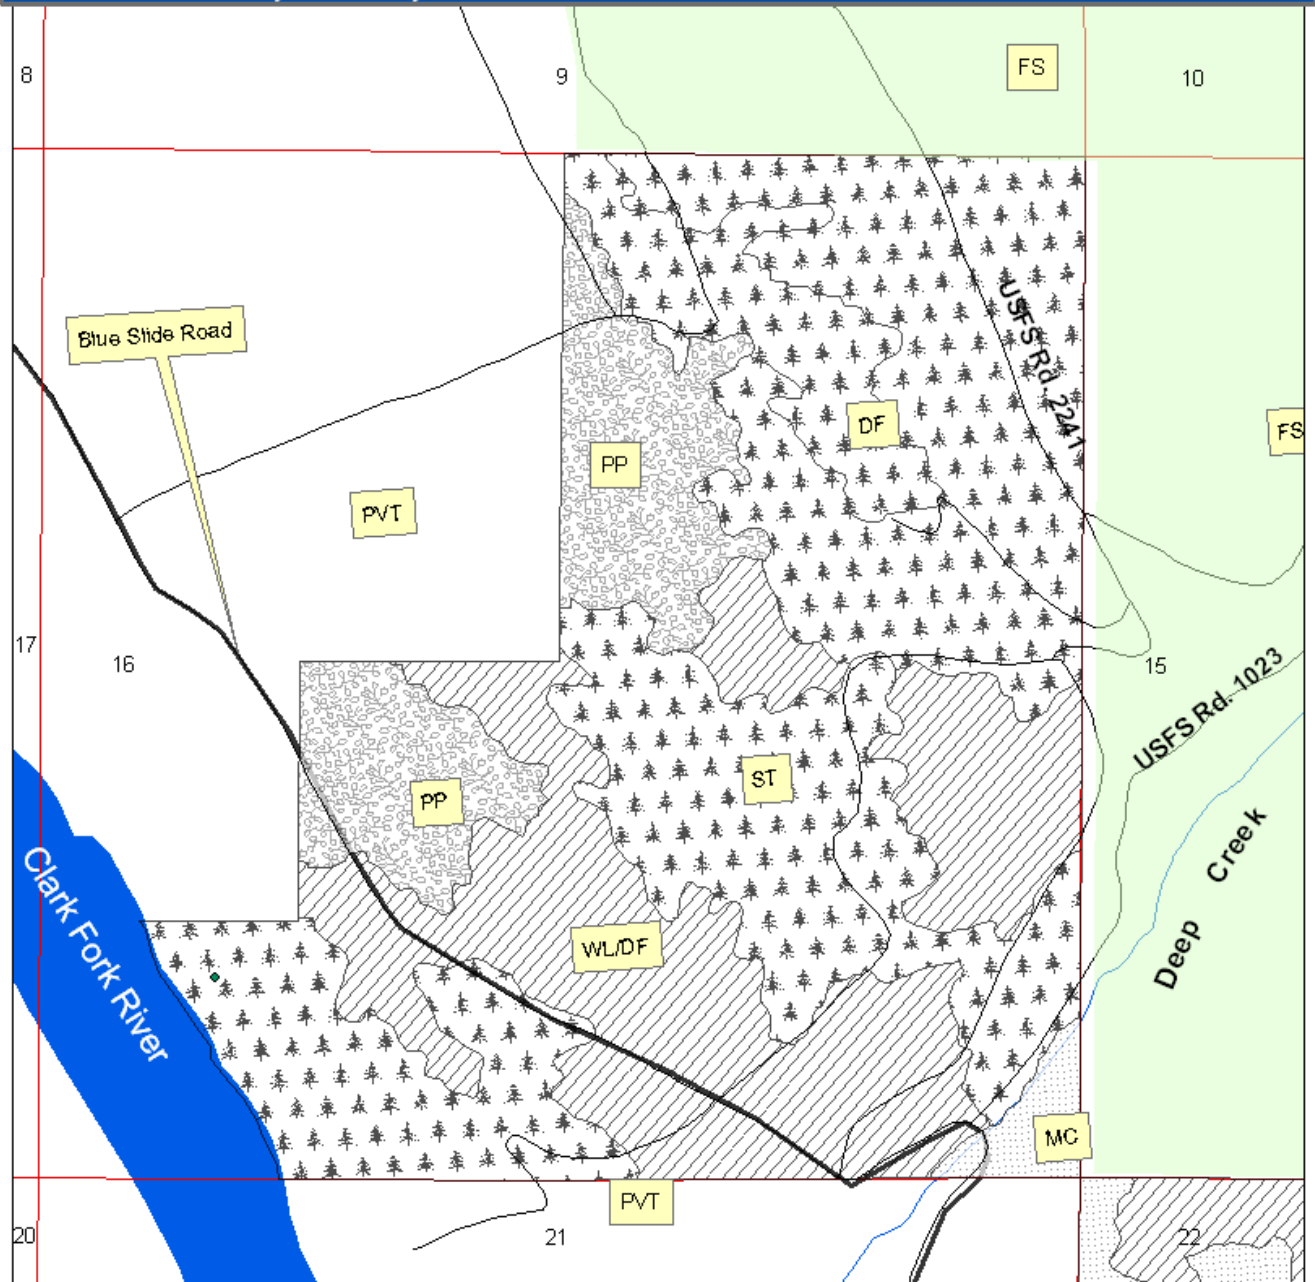 FS
8
9
10
Blue Slide Road
USFS Rd. 2241
DF
FS
PP
PVT
17
16
15
USFS Rd. 1023
ST
PP
Creek
Clark Fork River
WL/DF
Deep
MC
PVT
20
21
22